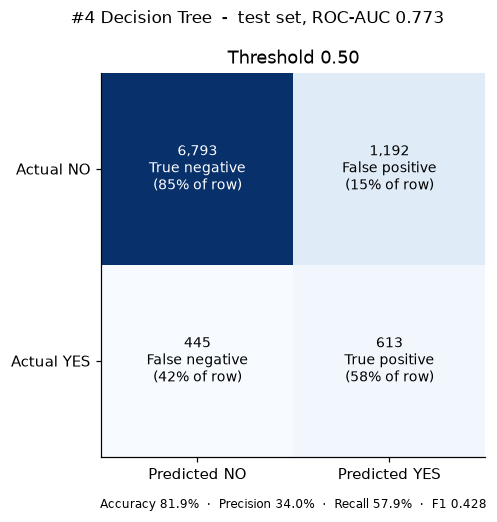 #4 Decision Tree - test set, ROC-AUC 0.773
Threshold 0.50
Actual NO
6,793
True negative
(85% of row)
1,192
False positive
(15% of row)
Actual YES
445
False negative
(42% of row)
613
True positive
(58% of row)
Predicted NO
Predicted YES
Accuracy 81.9% · Precision 34.0% · Recall 57.9% · F1 0.428